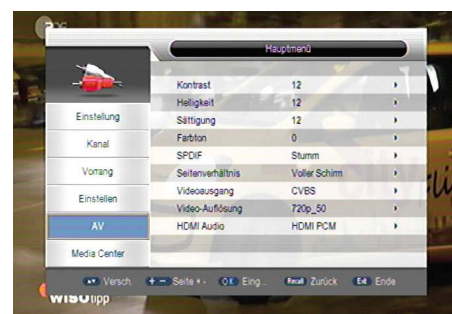 Hauptmenü
Kontrast 12
Helligkeit 12
Sättigung 12
Farbton 0
SPDIF Stumm
Seitenverhältnis Voller Schirm
Videoausgang CVBS
Video-Auflösung 720p_50
HDMI Audio HDMI PCM
Einstellung
Kanal
Vorrang
Einstellen
AV
Media Center
Versch. + - Seite + - OK Eing... Recall Zurück Exit Ende
WISO tipp